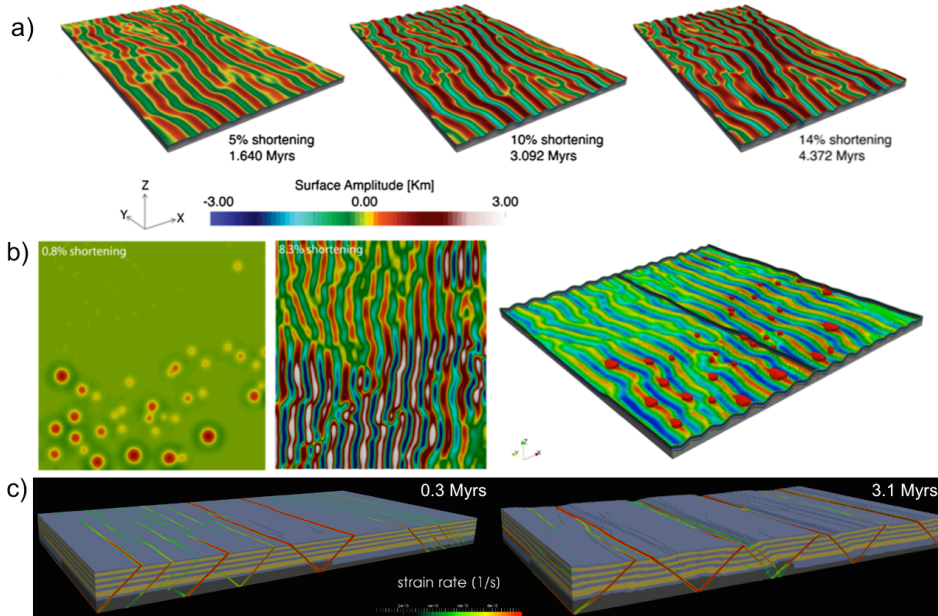 a)
5% shortening
1.640 Myrs
10% shortening
3.092 Myrs
14% shortening
4.372 Myrs
Z
Y
X
Surface Amplitude [Km]
-3.00
0.00
3.00
b)
0.8% shortening
8.3% shortening
Z
X
c)
0.3 Myrs
3.1 Myrs
strain rate (1/s)